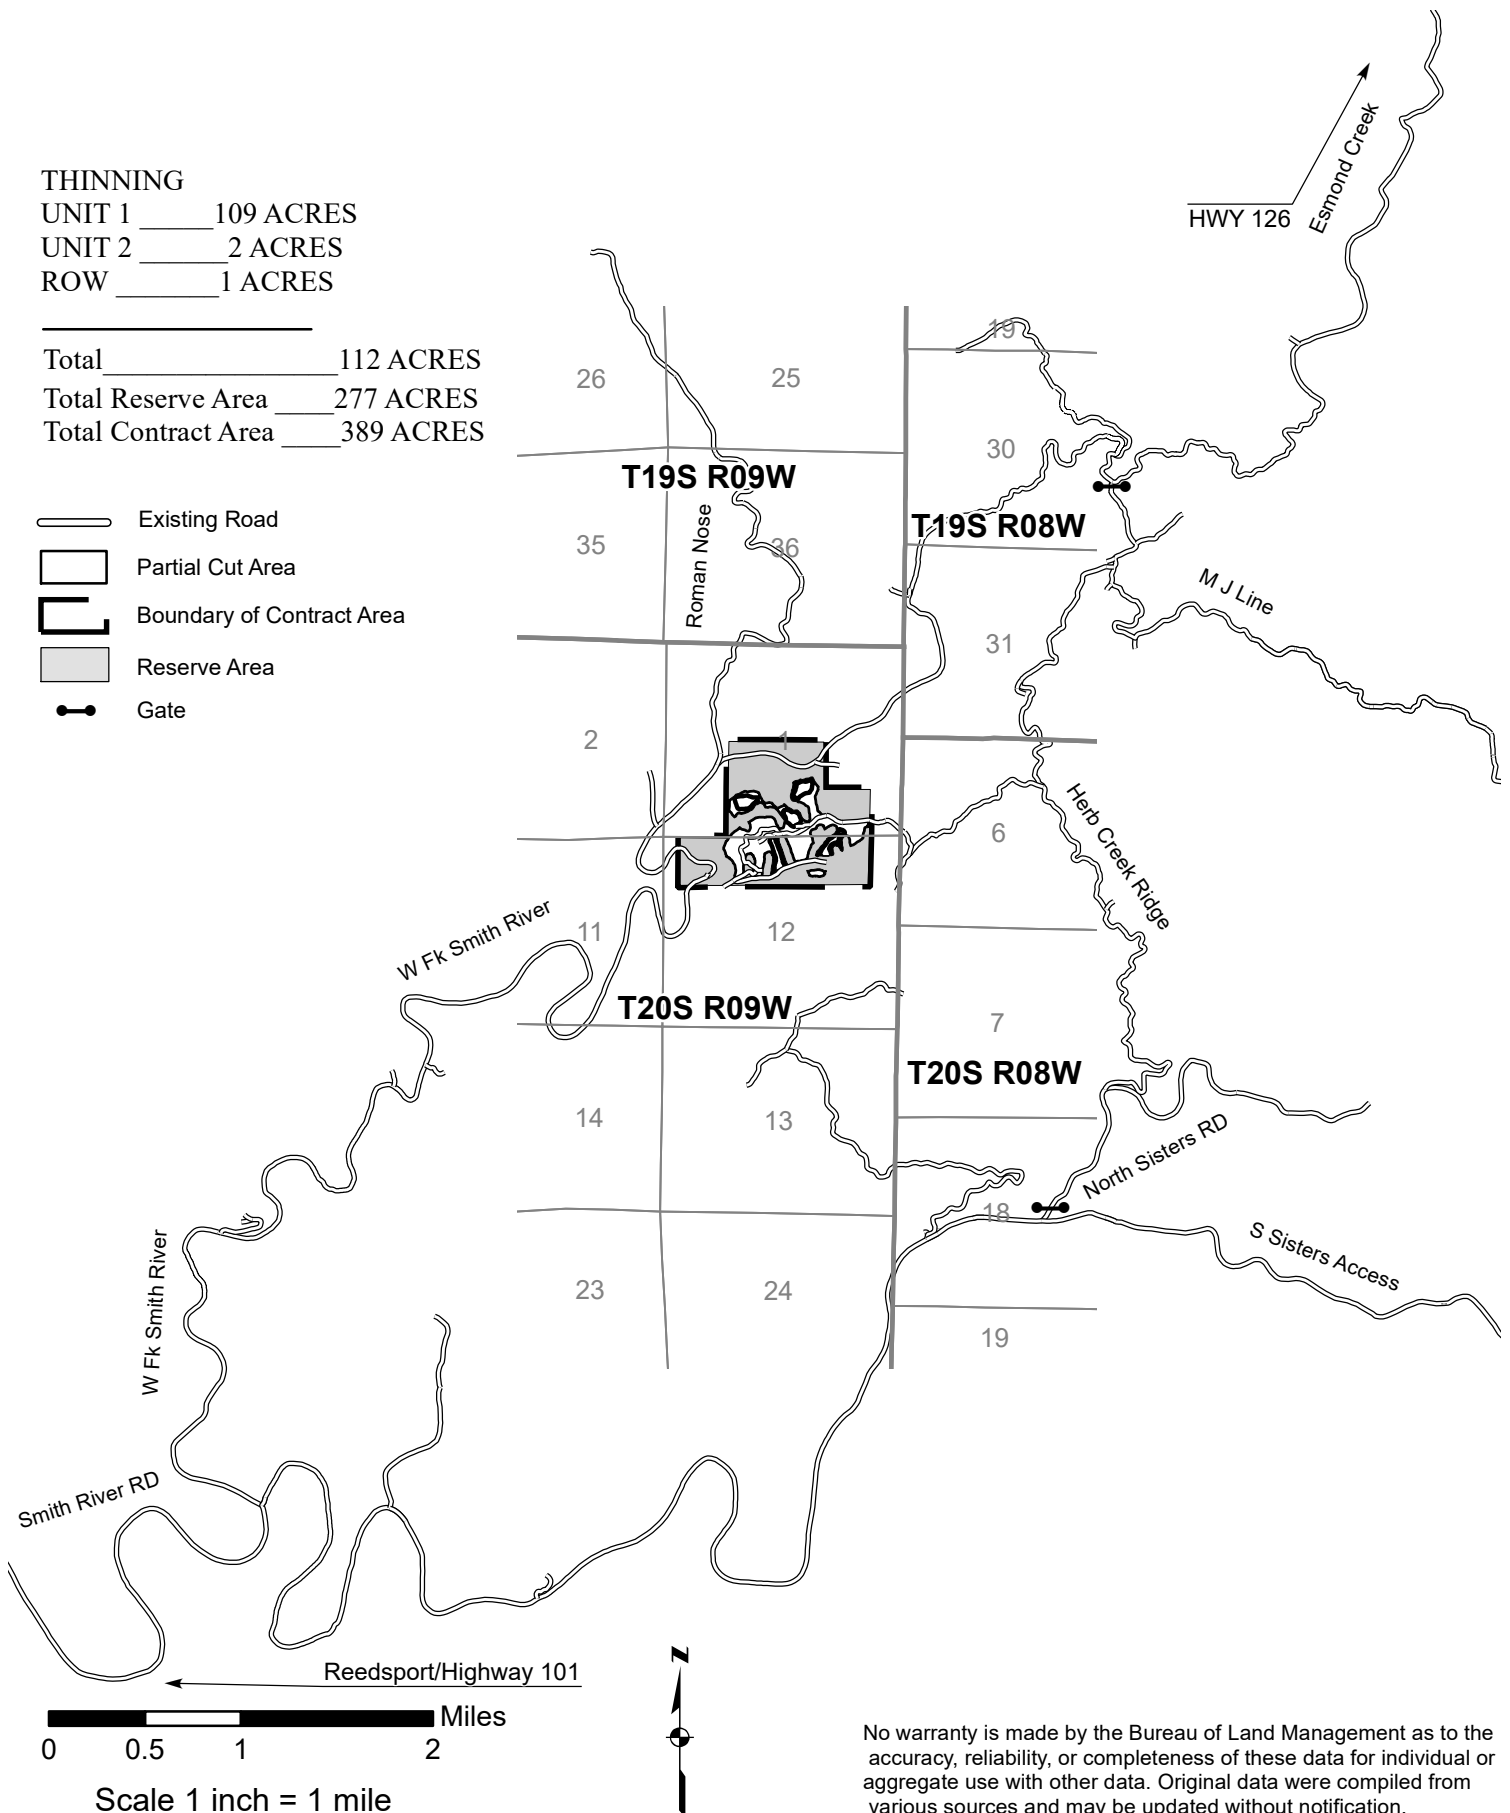 THINNING
UNIT 1 _____109 ACRES
UNIT 2 ______2 ACRES
ROW _______1 ACRES
Total________________112 ACRES
Total Reserve Area ____277 ACRES
Total Contract Area ____389 ACRES
Existing Road
Partial Cut Area
Boundary of Contract Area
Reserve Area
Gate
HWY 126
Esmond Creek
19
26
25
30
T19S R09W
T19S R08W
35
Roman Nose
36
M J Line
31
2
1
6
Herb Creek Ridge
W Fk Smith River
11
12
T20S R09W
7
T20S R08W
14
13
North Sisters RD
18
S Sisters Access
W Fk Smith River
23
24
19
Smith River RD
Reedsport/Highway 101
N
Miles
0 0.5 1 2
Scale 1 inch = 1 mile
No warranty is made by the Bureau of Land Management as to the
accuracy, reliability, or completeness of these data for individual or
aggregate use with other data. Original data were compiled from
various sources and may be updated without notification.